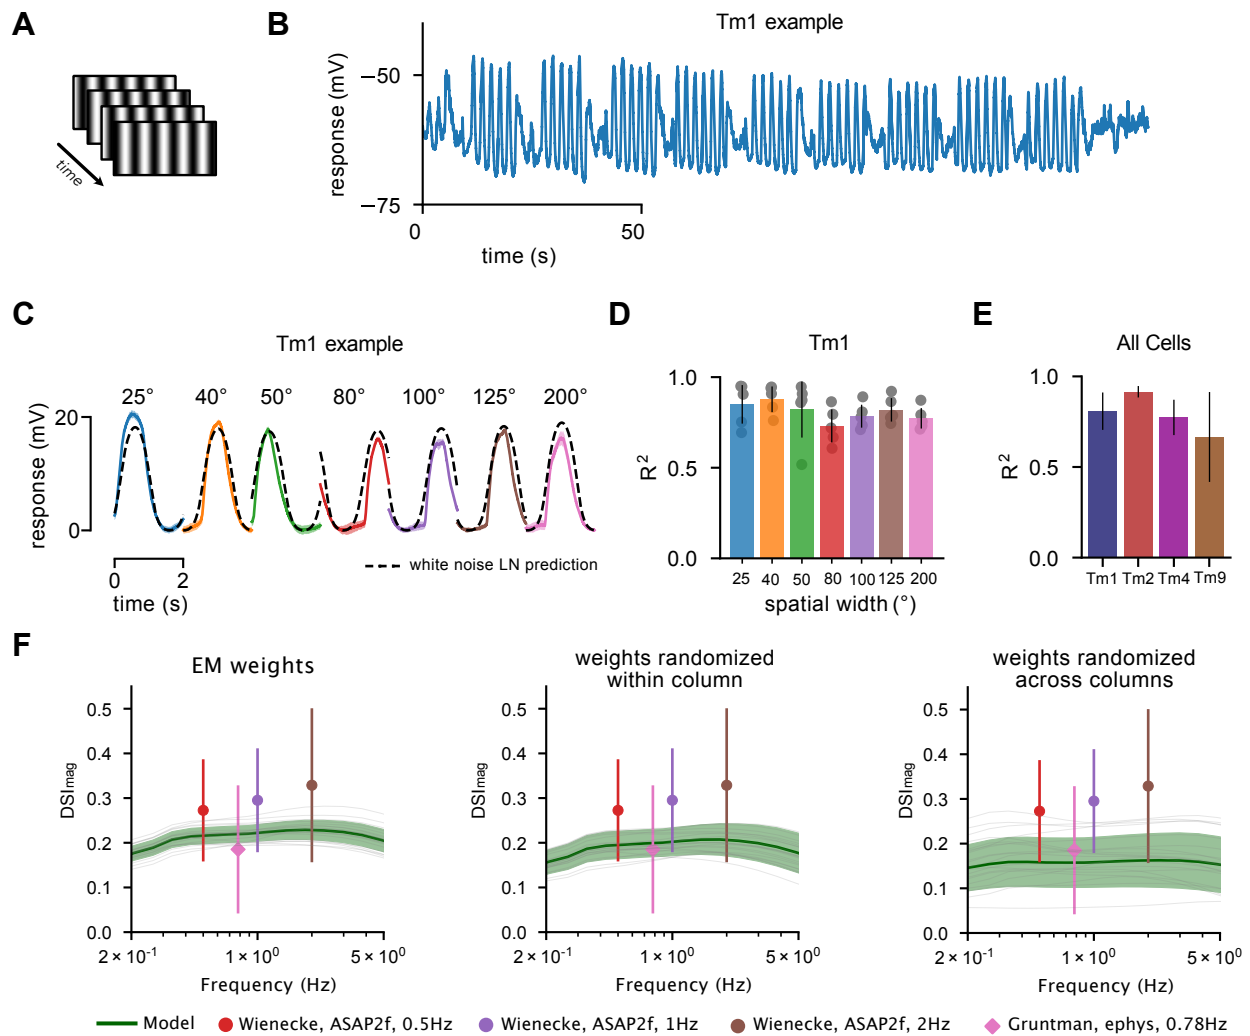 A
time
B
Tm1 example
response (mV)
−50
−75
0
50
time (s)
C
Tm1 example
25°
40°
50°
80°
100°
125°
200°
response (mV)
20
0
0
2
time (s)
white noise LN prediction
D
Tm1
R²
1.0
0.5
0.0
25
40
50
80
100
125
200
spatial width (°)
E
All Cells
R²
1.0
0.5
0.0
Tm1
Tm2
Tm4
Tm9
F
EM weights
DSImag
0.5
0.4
0.3
0.2
0.1
0.0
2 × 10⁻¹
1 × 10⁰
5 × 10⁰
Frequency (Hz)
weights randomized
within column
DSImag
0.5
0.4
0.3
0.2
0.1
0.0
2 × 10⁻¹
1 × 10⁰
5 × 10⁰
Frequency (Hz)
weights randomized
across columns
DSImag
0.5
0.4
0.3
0.2
0.1
0.0
2 × 10⁻¹
1 × 10⁰
5 × 10⁰
Frequency (Hz)
Model
Wienecke, ASAP2f, 0.5Hz
Wienecke, ASAP2f, 1Hz
Wienecke, ASAP2f, 2Hz
Gruntman, ephys, 0.78Hz